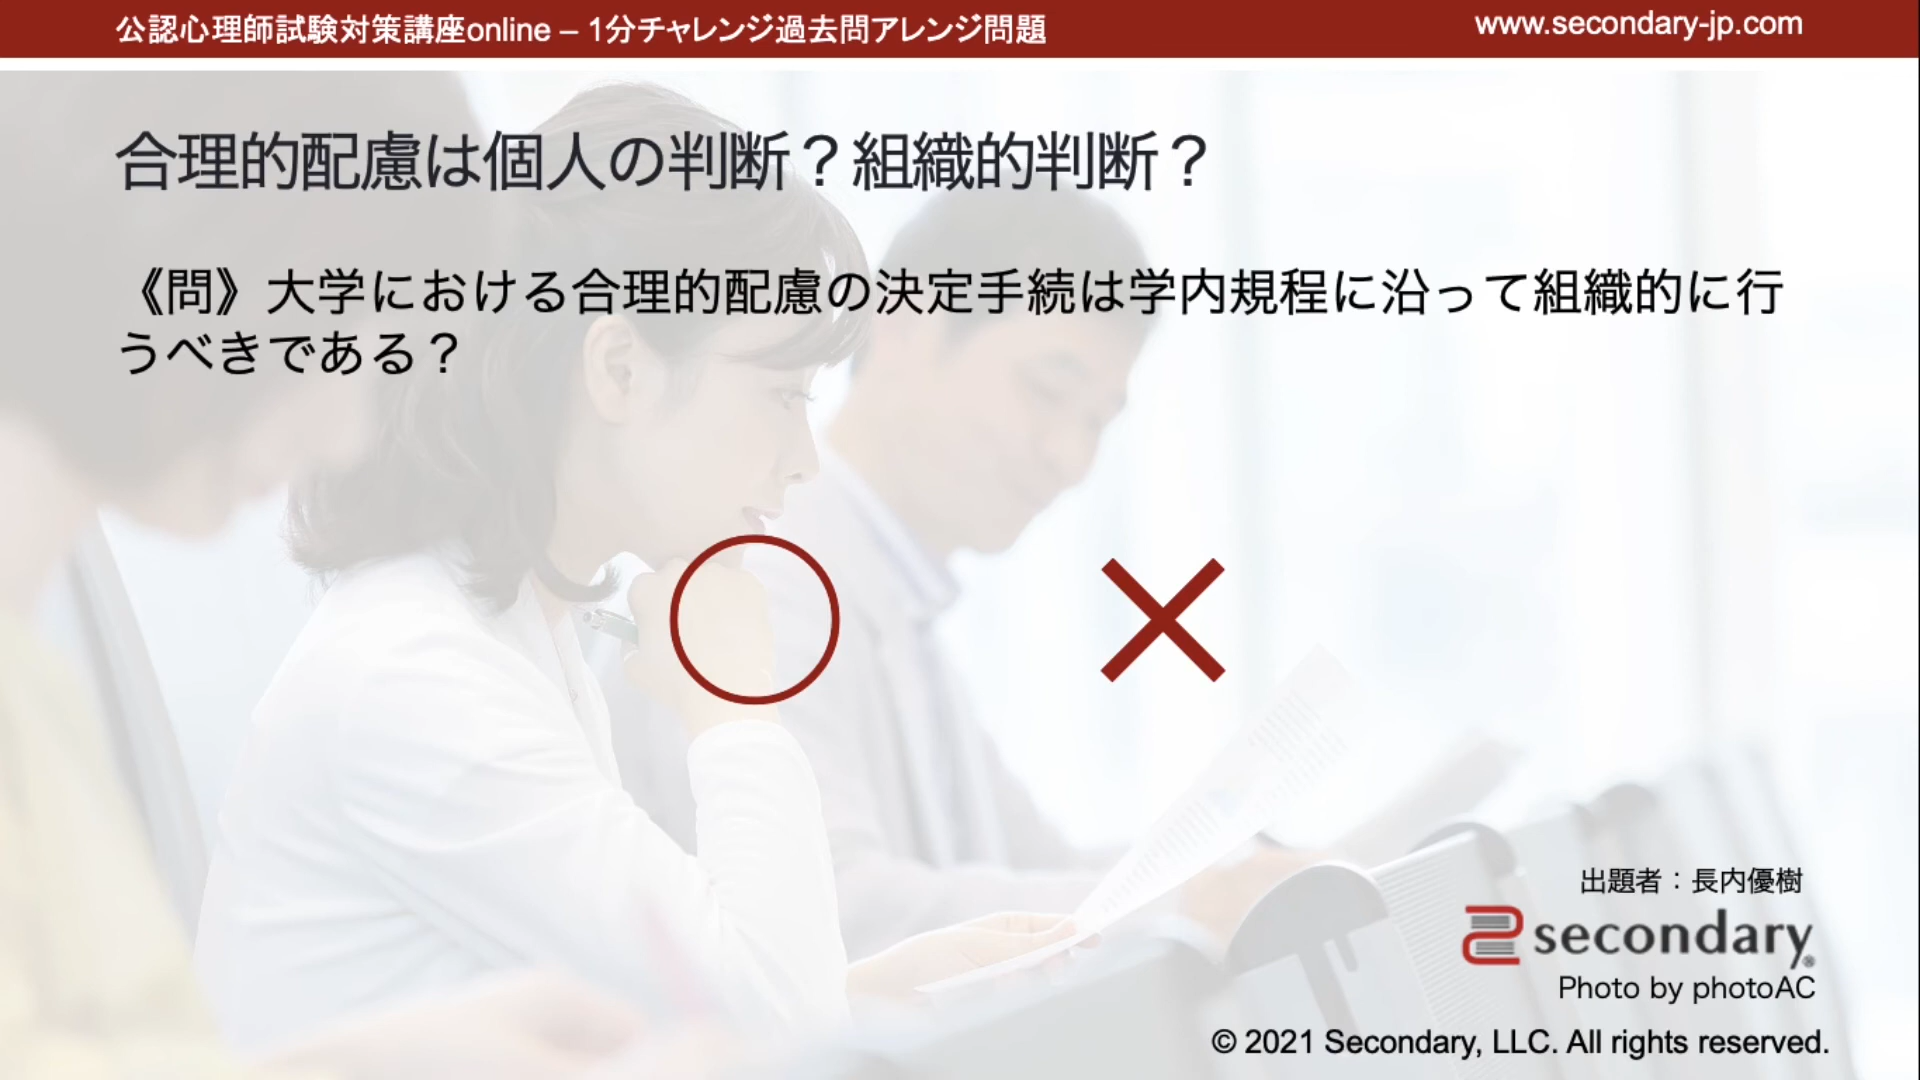 公認心理師試験対策講座online – 1分チャレンジ過去問アレンジ問題
www.secondary-jp.com
合理的配慮は個人の判断？組織的判断？
《問》大学における合理的配慮の決定手続は学内規程に沿って組織的に行
うべきである？
出題者：長内優樹
secondary®
Photo by photoAC
© 2021 Secondary, LLC. All rights reserved.